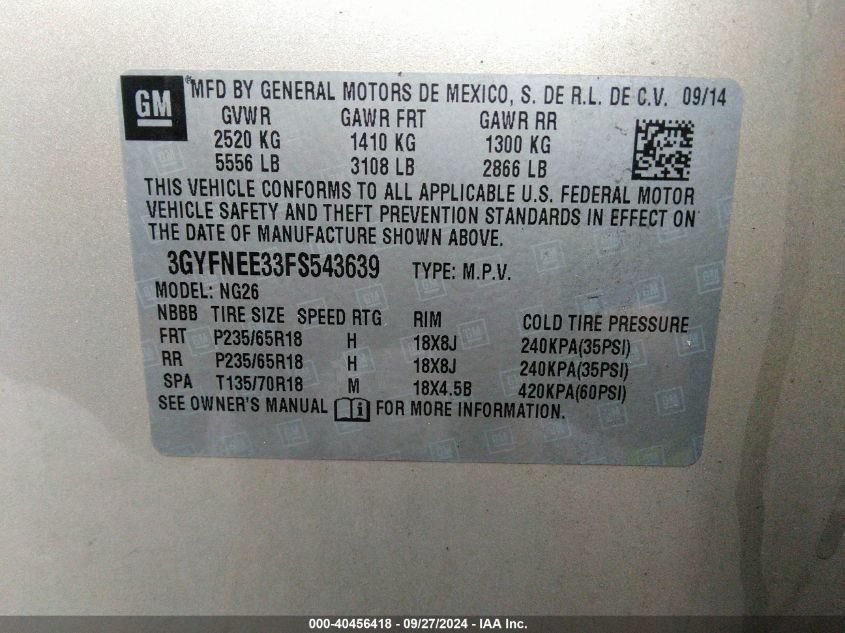 GM
® MFD BY GENERAL MOTORS DE MEXICO, S. DE R.L. DE C.V. 09/14
GVWR GAWR FRT GAWR RR
2520 KG 1410 KG 1300 KG
5556 LB 3108 LB 2866 LB
THIS VEHICLE CONFORMS TO ALL APPLICABLE U.S. FEDERAL MOTOR
VEHICLE SAFETY AND THEFT PREVENTION STANDARDS IN EFFECT ON
THE DATE OF MANUFACTURE SHOWN ABOVE.
3GYFNEE33FS543639 TYPE: M.P.V.
MODEL: NG26
NBBB TIRE SIZE SPEED RTG RIM COLD TIRE PRESSURE
FRT P235/65R18 H 18X8J 240KPA(35PSI)
RR P235/65R18 H 18X8J 240KPA(35PSI)
SPA T135/70R18 M 18X4.5B 420KPA(60PSI)
SEE OWNER'S MANUAL i FOR MORE INFORMATION.
000-40456418 - 09/27/2024 - IAA Inc.